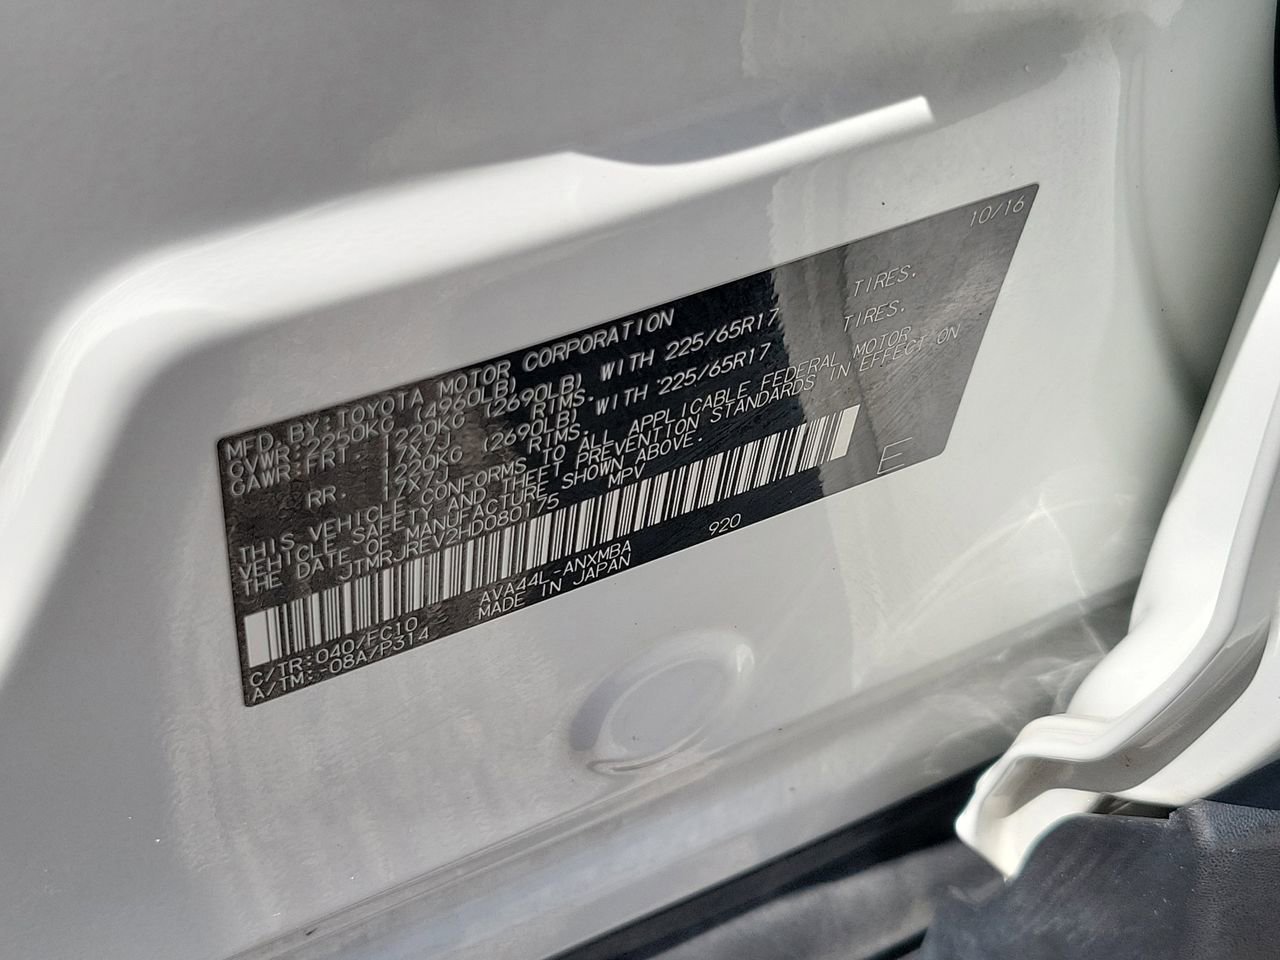 MFD.BY:TOYOTA MOTOR CORPORATION 10/16
GVWR:2250KG (4960LB)
GAWR:FRT. 1220KG (2690LB) WITH 225/65R17 TIRES.
17X7J RIMS.
RR. 1220KG (2690LB) WITH 225/65R17 TIRES.
17X7J RIMS.
THIS VEHICLE CONFORMS TO ALL APPLICABLE FEDERAL MOTOR
VEHICLE SAFETY AND THEFT PREVENTION STANDARDS IN EFFECT ON
THE DATE OF MANUFACTURE SHOWN ABOVE.
JTMRJREV2HD080175 MPV
E
C/TR:040/FC10 AVA44L-ANXMBA 920
A/TM:-08A/P314 MADE IN JAPAN